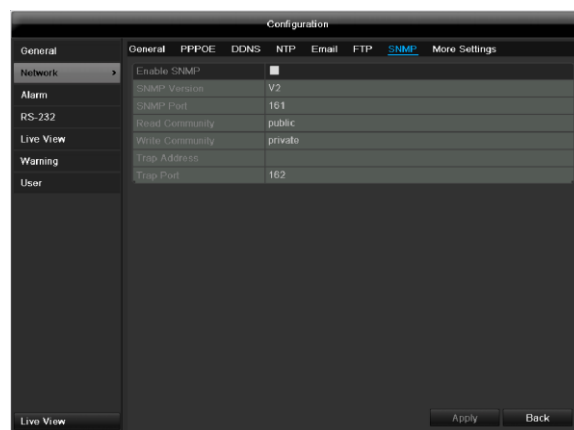 Configuration
General
Network
Alarm
RS-232
Live View
Warning
User
General PPPOE DDNS NTP Email FTP SNMP More Settings
Enable SNMP
SNMP Version V2
SNMP Port 161
Read Community public
Write Community private
Trap Address
Trap Port 162
Live View
Apply Back